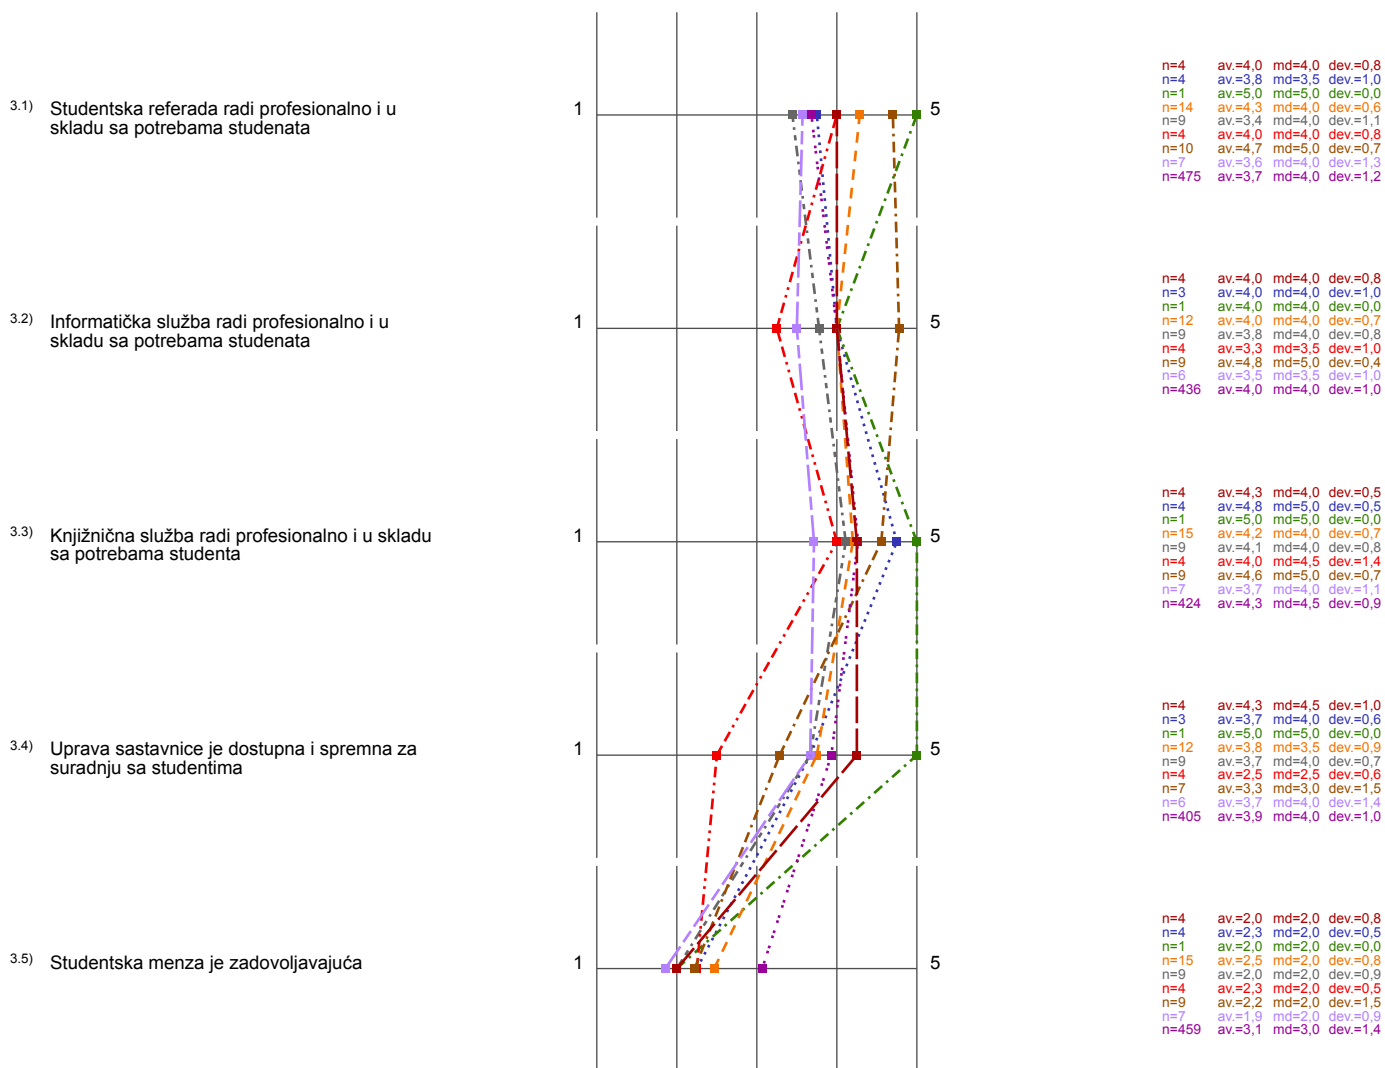 3.1) Studentska referada radi profesionalno i u
skladu sa potrebama studenata
1 5
n=4 av.=4,0 md=4,0 dev.=0,8
n=4 av.=3,8 md=3,5 dev.=1,0
n=1 av.=5,0 md=5,0 dev.=0,0
n=14 av.=4,3 md=4,0 dev.=0,6
n=9 av.=3,4 md=4,0 dev.=1,1
n=4 av.=4,0 md=4,0 dev.=0,8
n=10 av.=4,7 md=5,0 dev.=0,7
n=7 av.=3,6 md=4,0 dev.=1,3
n=475 av.=3,7 md=4,0 dev.=1,2
3.2) Informatička služba radi profesionalno i u
skladu sa potrebama studenata
1 5
n=4 av.=4,0 md=4,0 dev.=0,8
n=3 av.=4,0 md=4,0 dev.=1,0
n=1 av.=4,0 md=4,0 dev.=0,0
n=12 av.=4,0 md=4,0 dev.=0,7
n=9 av.=3,8 md=4,0 dev.=0,8
n=4 av.=3,3 md=3,5 dev.=1,0
n=9 av.=4,8 md=5,0 dev.=0,4
n=6 av.=3,5 md=3,5 dev.=1,0
n=436 av.=4,0 md=4,0 dev.=1,0
3.3) Knjižnična služba radi profesionalno i u skladu
sa potrebama studenta
1 5
n=4 av.=4,3 md=4,0 dev.=0,5
n=4 av.=4,8 md=5,0 dev.=0,5
n=1 av.=5,0 md=5,0 dev.=0,0
n=15 av.=4,2 md=4,0 dev.=0,7
n=9 av.=4,1 md=4,0 dev.=0,8
n=4 av.=4,0 md=4,5 dev.=1,4
n=9 av.=4,6 md=5,0 dev.=0,7
n=7 av.=3,7 md=4,0 dev.=1,1
n=424 av.=4,3 md=4,5 dev.=0,9
3.4) Uprava sastavnice je dostupna i spremna za
suradnju sa studentima
1 5
n=4 av.=4,3 md=4,5 dev.=1,0
n=3 av.=3,7 md=4,0 dev.=0,6
n=1 av.=5,0 md=5,0 dev.=0,0
n=12 av.=3,8 md=3,5 dev.=0,9
n=9 av.=3,7 md=4,0 dev.=0,7
n=4 av.=2,5 md=2,5 dev.=0,6
n=7 av.=3,3 md=3,0 dev.=1,5
n=6 av.=3,7 md=4,0 dev.=1,4
n=405 av.=3,9 md=4,0 dev.=1,0
3.5) Studentska menza je zadovoljavajuća
1 5
n=4 av.=2,0 md=2,0 dev.=0,8
n=4 av.=2,3 md=2,0 dev.=0,5
n=1 av.=2,0 md=2,0 dev.=0,0
n=15 av.=2,5 md=2,0 dev.=0,8
n=9 av.=2,0 md=2,0 dev.=0,9
n=4 av.=2,3 md=2,0 dev.=0,5
n=9 av.=2,2 md=2,0 dev.=1,5
n=7 av.=1,9 md=2,0 dev.=0,9
n=459 av.=3,1 md=3,0 dev.=1,4